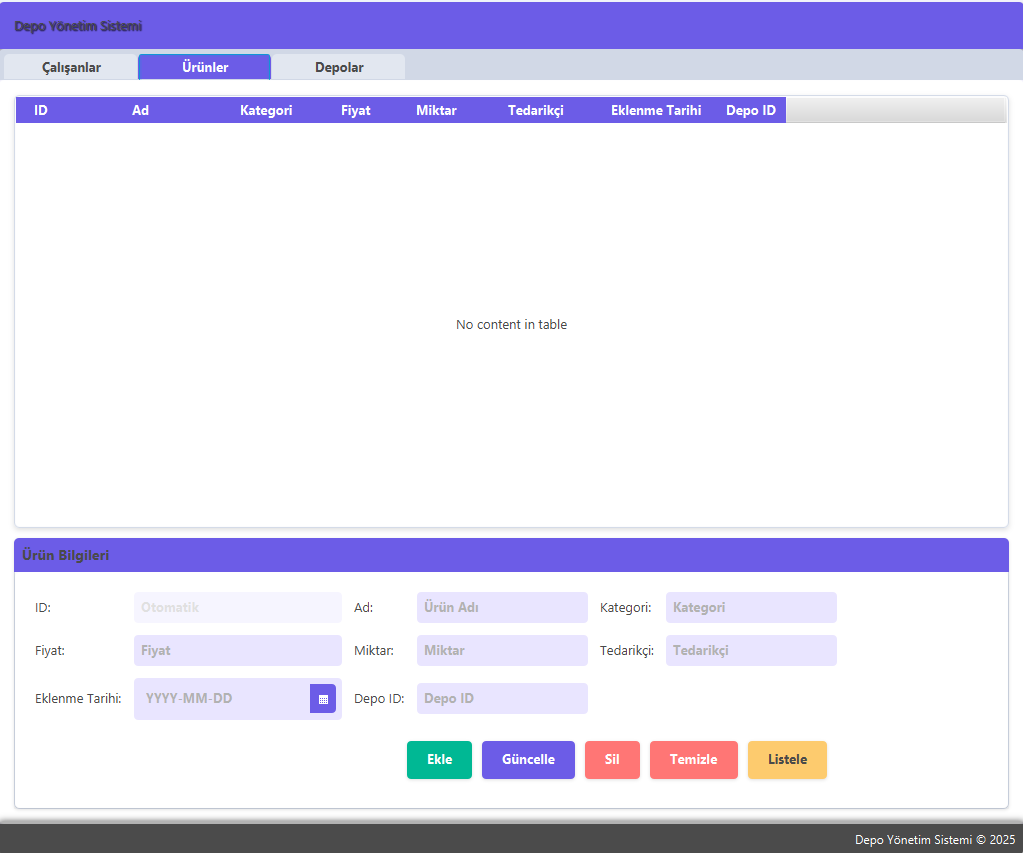 Depo Yönetim Sistemi
Çalışanlar Ürünler Depolar
ID Ad Kategori Fiyat Miktar Tedarikçi Eklenme Tarihi Depo ID
No content in table
Ürün Bilgileri
ID: Otomatik Ad: Ürün Adı Kategori: Kategori
Fiyat: Fiyat Miktar: Miktar Tedarikçi: Tedarikçi
Eklenme Tarihi: YYYY-MM-DD Depo ID: Depo ID
Ekle Güncelle Sil Temizle Listele
Depo Yönetim Sistemi © 2025